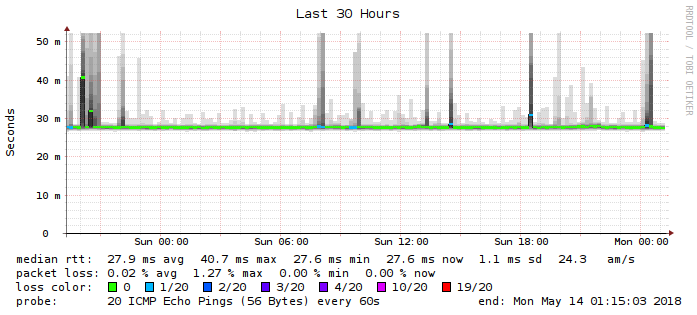 Last 30 Hours
RRDTOOL / TOBI OETIKER
Seconds
50 m
40 m
30 m
20 m
10 m
0
Sun 00:00 Sun 06:00 Sun 12:00 Sun 18:00 Mon 00:00
median rtt: 27.9 ms avg 40.7 ms max 27.6 ms min 27.6 ms now 1.1 ms sd 24.3 am/s
packet loss: 0.02 % avg 1.27 % max 0.00 % min 0.00 % now
loss color: 0 1/20 2/20 3/20 4/20 10/20 19/20
probe: 20 ICMP Echo Pings (56 Bytes) every 60s end: Mon May 14 01:15:03 2018